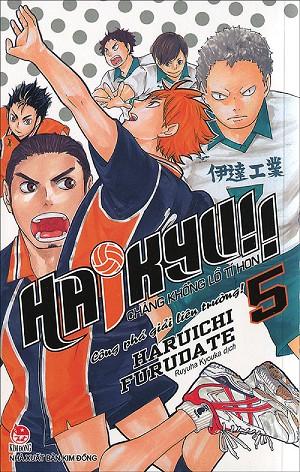 伊達工業
HAIKYU!!
CHÀNG KHỔNG LỒ TÍ HON
Công phá giải liên trường!
5
HARUICHI
FURUDATE
Ruyuha Kyouka dịch
KIM ĐỒNG
NHÀ XUẤT BẢN KIM ĐỒNG